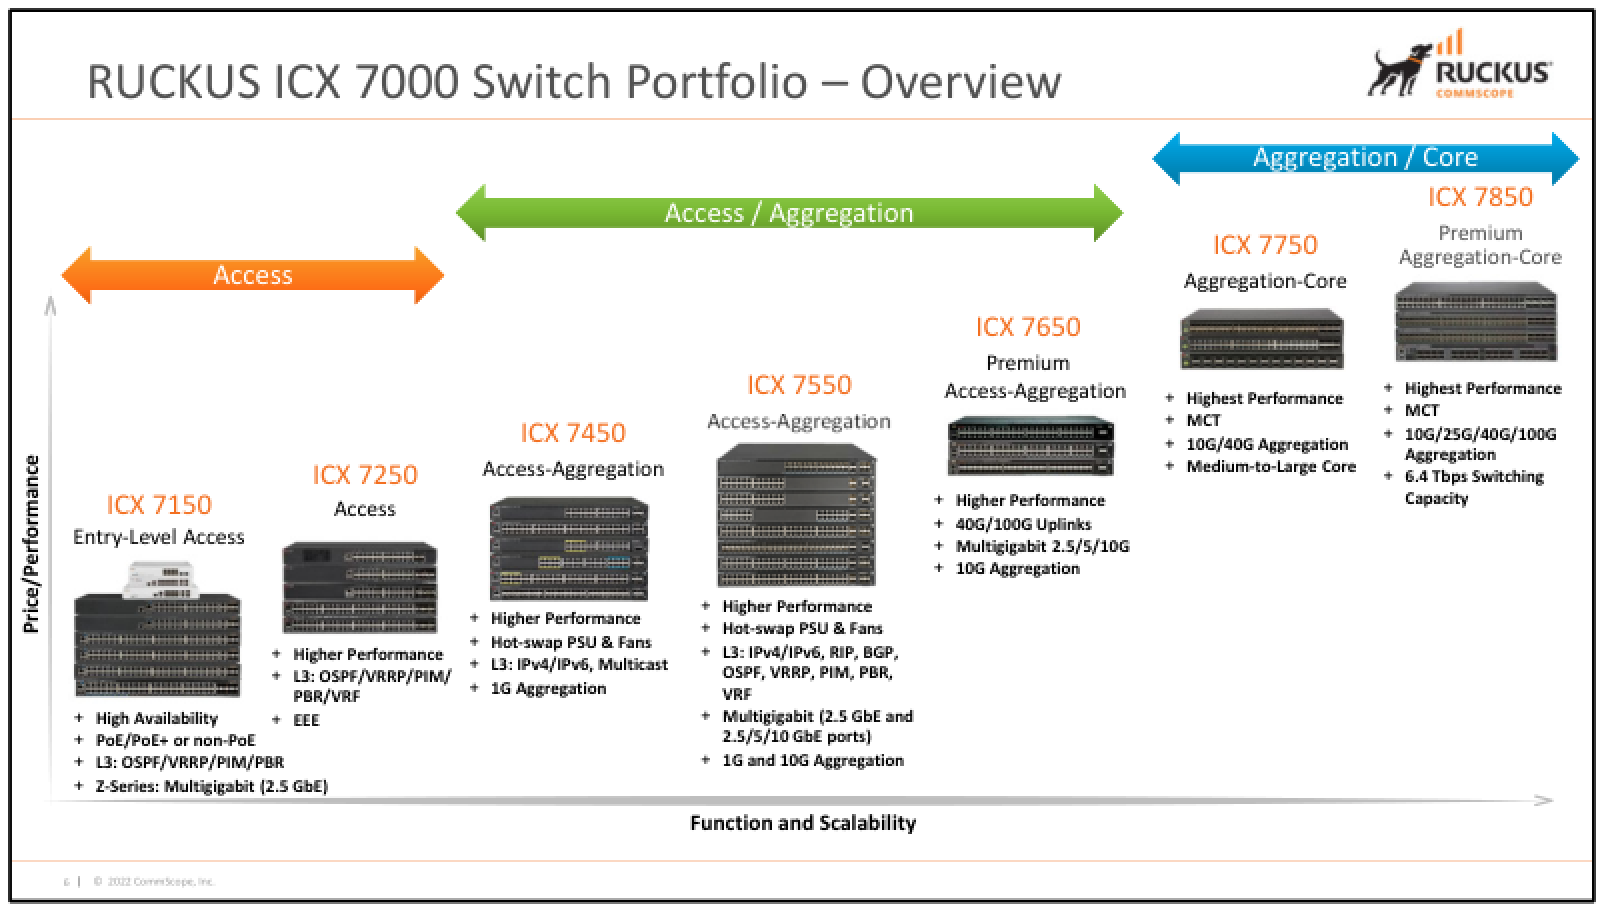 RUCKUS ICX 7000 Switch Portfolio – Overview
RUCKUS®
COMMSCOPE
Aggregation / Core
Access / Aggregation
Access
ICX 7150
Entry-Level Access
+ High Availability
+ PoE/PoE+ or non-PoE
+ L3: OSPF/VRRP/PIM/PBR
+ Z-Series: Multigigabit (2.5 GbE)
ICX 7250
Access
+ Higher Performance
+ L3: OSPF/VRRP/PIM/
PBR/VRF
+ EEE
ICX 7450
Access-Aggregation
+ Higher Performance
+ Hot-swap PSU & Fans
+ L3: IPv4/IPv6, Multicast
+ 1G Aggregation
ICX 7550
Access-Aggregation
+ Higher Performance
+ Hot-swap PSU & Fans
+ L3: IPv4/IPv6, RIP, BGP,
OSPF, VRRP, PIM, PBR,
VRF
+ Multigigabit (2.5 GbE and
2.5/5/10 GbE ports)
+ 1G and 10G Aggregation
ICX 7650
Premium
Access-Aggregation
+ Higher Performance
+ 40G/100G Uplinks
+ Multigigabit 2.5/5/10G
+ 10G Aggregation
ICX 7750
Aggregation-Core
+ Highest Performance
+ MCT
+ 10G/40G Aggregation
+ Medium-to-Large Core
ICX 7850
Premium
Aggregation-Core
+ Highest Performance
+ MCT
+ 10G/25G/40G/100G
Aggregation
+ 6.4 Tbps Switching
Capacity
Price/Performance
Function and Scalability
6 | © 2022 CommScope, Inc.